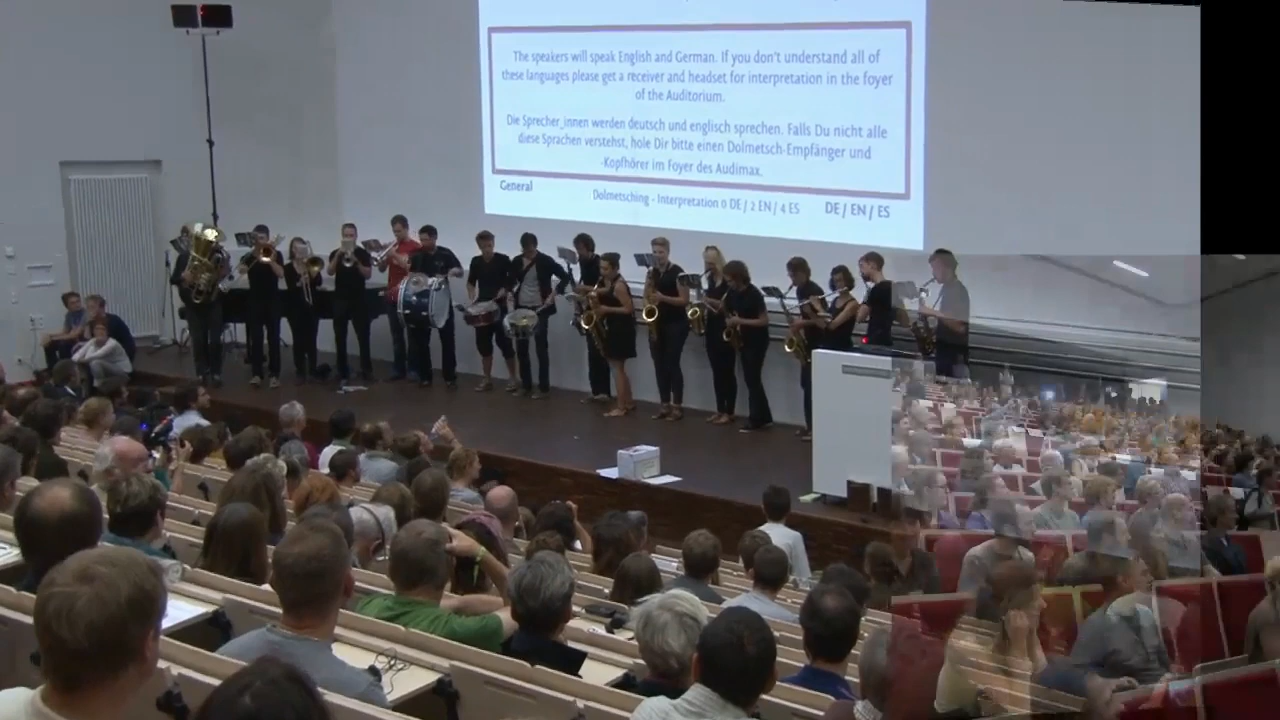 The speakers will speak English and German. If you don't understand all of
these languages please get a receiver and headset for interpretation in the foyer
of the Auditorium.
Die Sprecher_innen werden deutsch und englisch sprechen. Falls Du nicht alle
diese Sprachen verstehst, hole Dir bitte einen Dolmetsch-Empfänger und
-Kopfhörer im Foyer des Audimax.
General Dolmetsching - Interpretation 0 DE / 2 EN / 4 ES DE / EN / ES